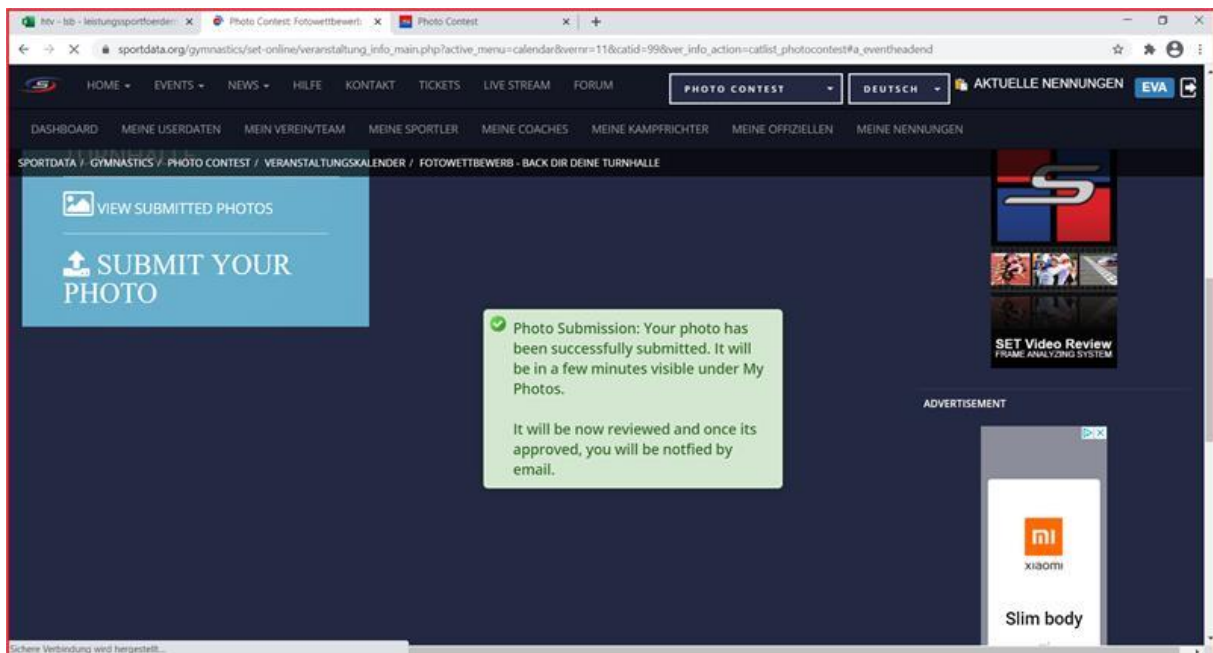 htv - lsb - leistungssportfoerder
Photo Contest: Fotowettbewerb:
Photo Contest
sportdata.org/gymnastics/set-online/veranstaltung_info_main.php?active_menu=calendar&vernr=11&catid=99&ver_info_action=catlist_photocontest#a_eventheadend
HOME EVENTS NEWS HILFE KONTAKT TICKETS LIVE STREAM FORUM PHOTO CONTEST DEUTSCH AKTUELLE NENNUNGEN EVA
DASHBOARD MEINE USERDATEN MEIN VEREIN/TEAM MEINE SPORTLER MEINE COACHES MEINE KAMPFRICHTER MEINE OFFIZIELLEN MEINE NENNUNGEN
SPORTDATA / GYMNASTICS / PHOTO CONTEST / VERANSTALTUNGSKALENDER / FOTOWETTBEWERB - BACK DIR DEINE TURNHALLE
TURNHALLE
VIEW SUBMITTED PHOTOS
SUBMIT YOUR
PHOTO
Photo Submission: Your photo has
been successfully submitted. It will
be in a few minutes visible under My
Photos.
It will be now reviewed and once its
approved, you will be notfied by
email.
S
SET Video Review
FRAME ANALYZING SYSTEM
ADVERTISEMENT
mi
xiaomi
Slim body
Sichere Verbindung wird hergestellt...